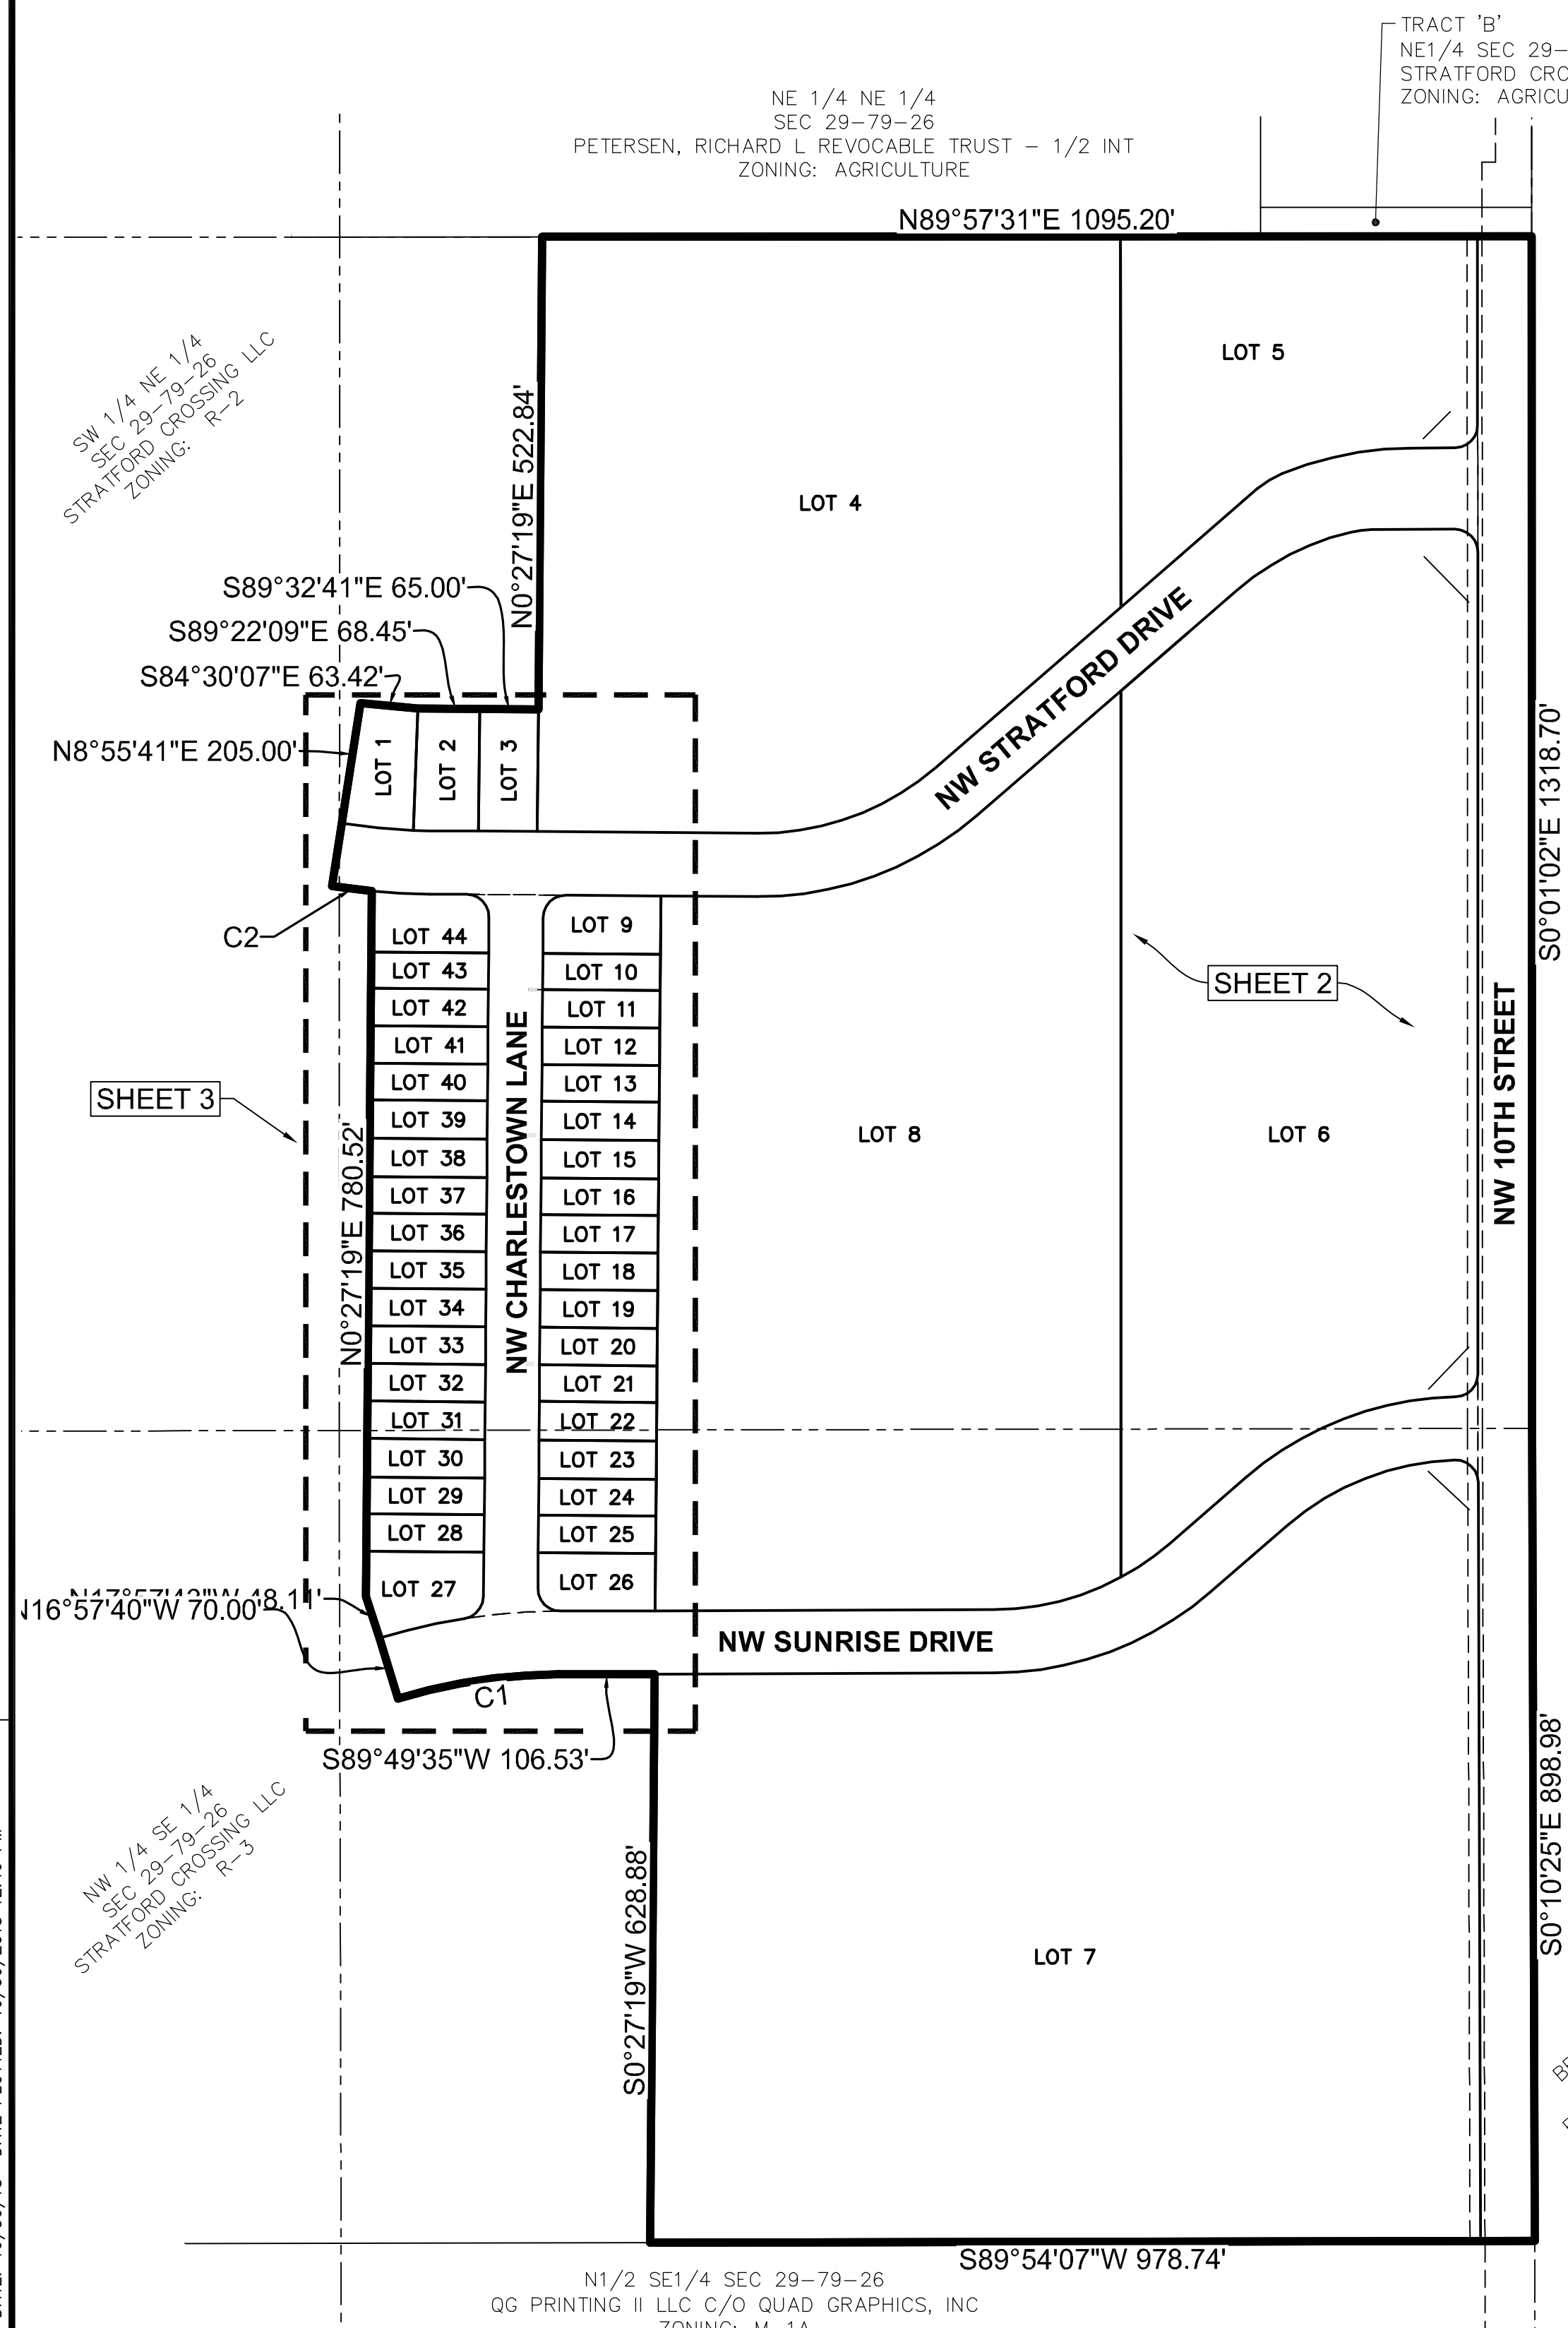 TRACT 'B'
NE1/4 SEC 29-
STRATFORD CRO
ZONING: AGRICU
NE 1/4 NE 1/4
SEC 29-79-26
PETERSEN, RICHARD L REVOCABLE TRUST - 1/2 INT
ZONING: AGRICULTURE
N89°57'31"E 1095.20'
SW 1/4 NE 1/4
SEC 29-79-26
STRATFORD CROSSING LLC
ZONING: R-2
LOT 5
N0°27'19"E 522.84'
LOT 4
S89°32'41"E 65.00'
S89°22'09"E 68.45'
S84°30'07"E 63.42'
N8°55'41"E 205.00'
LOT 1
LOT 2
LOT 3
NW STRATFORD DRIVE
S0°01'02"E 1318.70'
C2
LOT 44
LOT 43
LOT 42
LOT 41
LOT 40
LOT 39
LOT 38
LOT 37
LOT 36
LOT 35
LOT 34
LOT 33
LOT 32
LOT 31
LOT 30
LOT 29
LOT 28
LOT 27
NW CHARLESTOWN LANE
LOT 9
LOT 10
LOT 11
LOT 12
LOT 13
LOT 14
LOT 15
LOT 16
LOT 17
LOT 18
LOT 19
LOT 20
LOT 21
LOT 22
LOT 23
LOT 24
LOT 25
LOT 26
SHEET 2
SHEET 3
N0°27'19"E 780.52'
LOT 8
LOT 6
NW 10TH STREET
N17°57'43"W 48.11'
N16°57'40"W 70.00'
NW SUNRISE DRIVE
C1
S89°49'35"W 106.53'
NW 1/4 SE 1/4
SEC 29-79-26
STRATFORD CROSSING LLC
ZONING: R-3
S0°27'19"W 628.88'
LOT 7
S0°10'25"E 898.98'
S89°54'07"W 978.74'
N1/2 SE1/4 SEC 29-79-26
QG PRINTING II LLC C/O QUAD GRAPHICS, INC
ZONING: M-1A